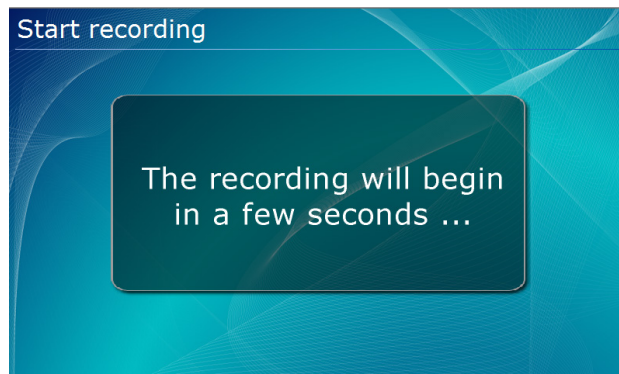 Start recording
The recording will begin
in a few seconds ...